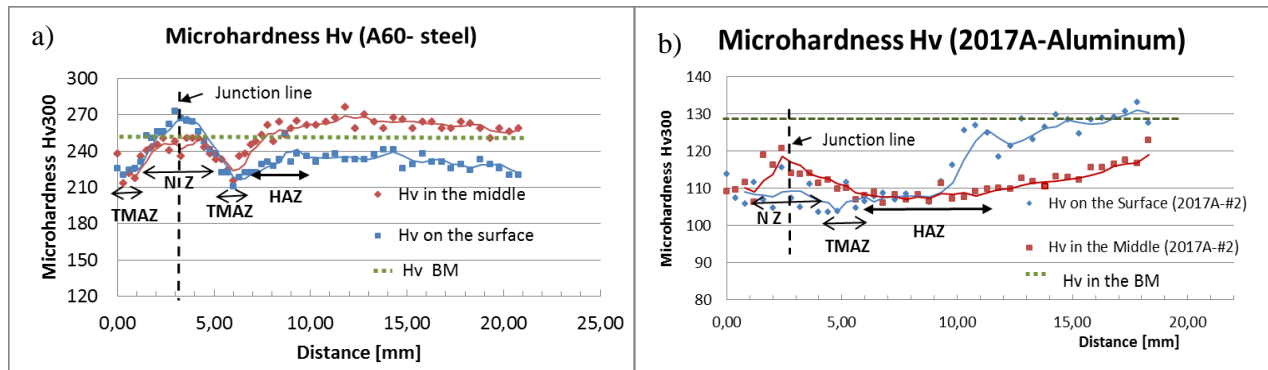 a)
Microhardness Hv (A60- steel)
Microhardness Hv300
300
270
240
210
180
150
120
Junction line
NZ
TMAZ
TMAZ
HAZ
Hv in the middle
Hv on the surface
Hv BM
0,00 5,00 10,00 15,00 20,00 25,00
Distance [mm]
b)
Microhardness Hv (2017A-Aluminum)
Microhardness Hv300
140
130
120
110
100
90
80
Junction line
N Z
TMAZ
HAZ
Hv on the Surface (2017A-#2)
Hv in the Middle (2017A-#2)
Hv in the BM
0,00 5,00 10,00 15,00 20,00
Distance [mm]